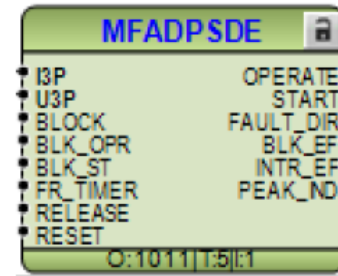 MFADPSDE
I3P OPERATE
U3P START
BLOCK FAULT_DIR
BLK_OPR BLK_EF
BLK_ST INTR_EF
FR_TIMER PEAK_IND
RELEASE
RESET
O:1011|T:5|I:1